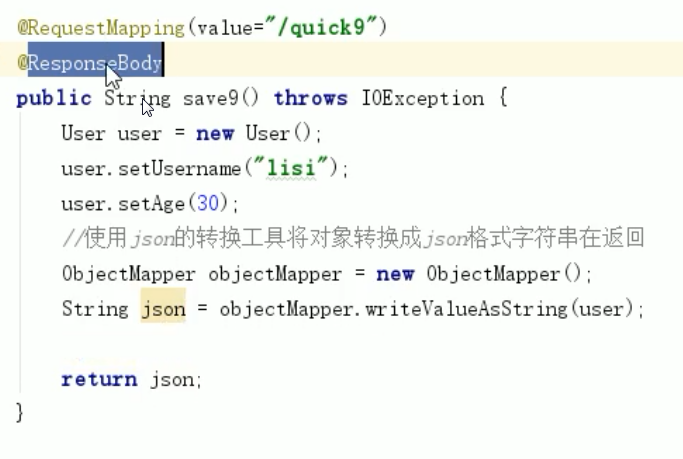 @RequestMapping(value="/quick9")
@ResponseBody
public String save9() throws IOException {
User user = new User();
user.setUsername("lisi");
user.setAge(30);
//使用json的转换工具将对象转换成json格式字符串在返回
ObjectMapper objectMapper = new ObjectMapper();
String json = objectMapper.writeValueAsString(user);
return json;
}